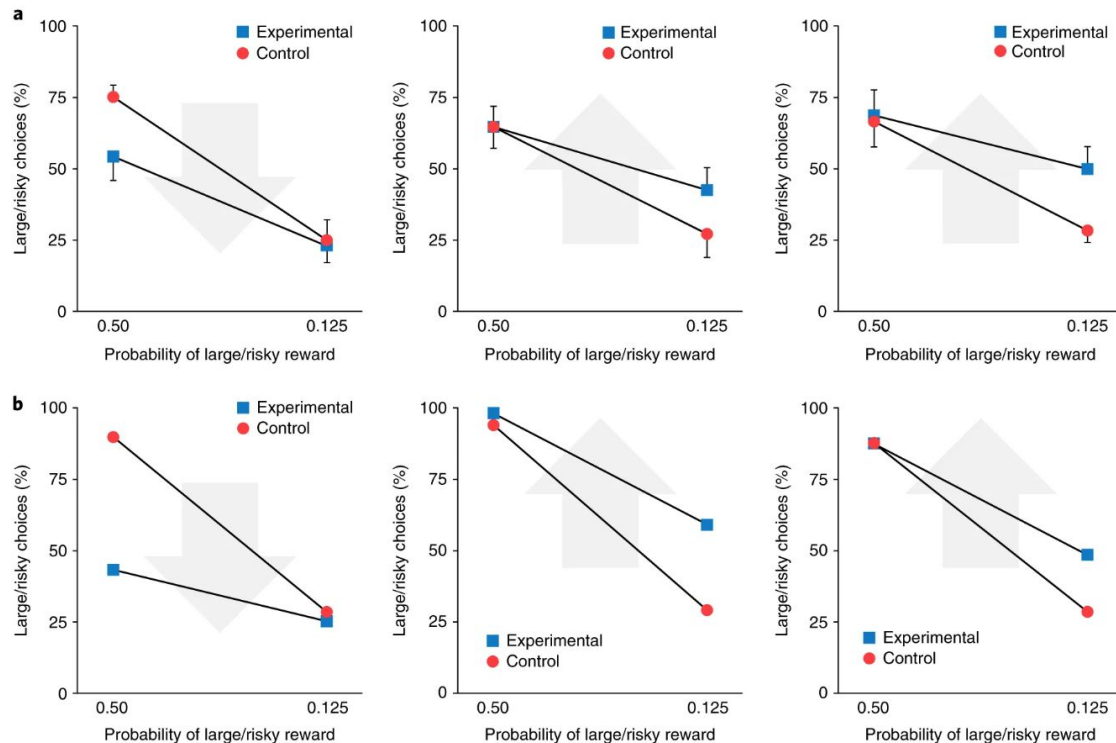 a
Large/risky choices (%)
100
75
50
25
0
0.50
0.125
Probability of large/risky reward
Experimental
Control
Large/risky choices (%)
100
75
50
25
0
0.50
0.125
Probability of large/risky reward
Experimental
Control
Large/risky choices (%)
100
75
50
25
0
0.50
0.125
Probability of large/risky reward
Experimental
Control
b
Large/risky choices (%)
100
75
50
25
0
0.50
0.125
Probability of large/risky reward
Experimental
Control
Large/risky choices (%)
100
75
50
25
0
0.50
0.125
Probability of large/risky reward
Experimental
Control
Large/risky choices (%)
100
75
50
25
0
0.50
0.125
Probability of large/risky reward
Experimental
Control